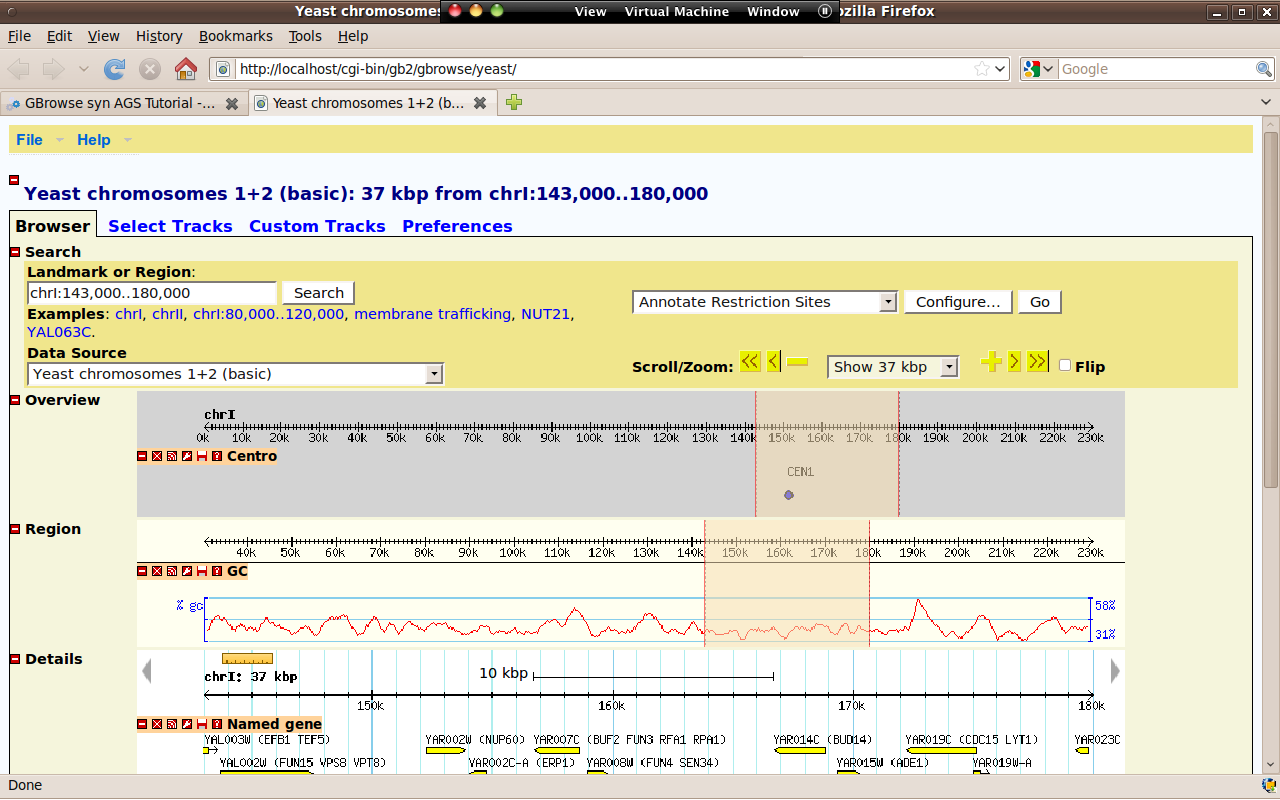 Yeast chromosomes
View Virtual Machine Window
ozilla Firefox
File Edit View History Bookmarks Tools Help
http://localhost/cgi-bin/gb2/gbrowse/yeast/
Google
GBrowse syn AGS Tutorial -...
Yeast chromosomes 1+2 (b...
File Help
Yeast chromosomes 1+2 (basic): 37 kbp from chrI:143,000..180,000
Browser Select Tracks Custom Tracks Preferences
Search
Landmark or Region:
chrI:143,000..180,000 Search
Annotate Restriction Sites Configure... Go
Examples: chrI, chrII, chrI:80,000..120,000, membrane trafficking, NUT21,
YAL063C.
Data Source
Yeast chromosomes 1+2 (basic)
Scroll/Zoom: << < Show 37 kbp > >> Flip
Overview
chrI
0k 10k 20k 30k 40k 50k 60k 70k 80k 90k 100k 110k 120k 130k 140k 150k 160k 170k 180k 190k 200k 210k 220k 230k
Centro
CEN1
Region
40k 50k 60k 70k 80k 90k 100k 110k 120k 130k 140k 150k 160k 170k 180k 190k 200k 210k 220k 230k
GC
% gc
58%
31%
Details
10 kbp
chrI: 37 kbp
150k 160k 170k 180k
Named gene
YAL003W (EFB1 TEF5) YAR002W (NUP60) YAR007C (BUF2 FUN3 RFA1 RPA1) YAR014C (BUD14) YAR019C (CDC15 LYT1) YAR023C
YAL002W (FUN15 VPS8 VPT8) YAR002C-A (ERP1) YAR008W (FUN4 SEN34) YAR015W (ADE1) YAR019W-A
Done